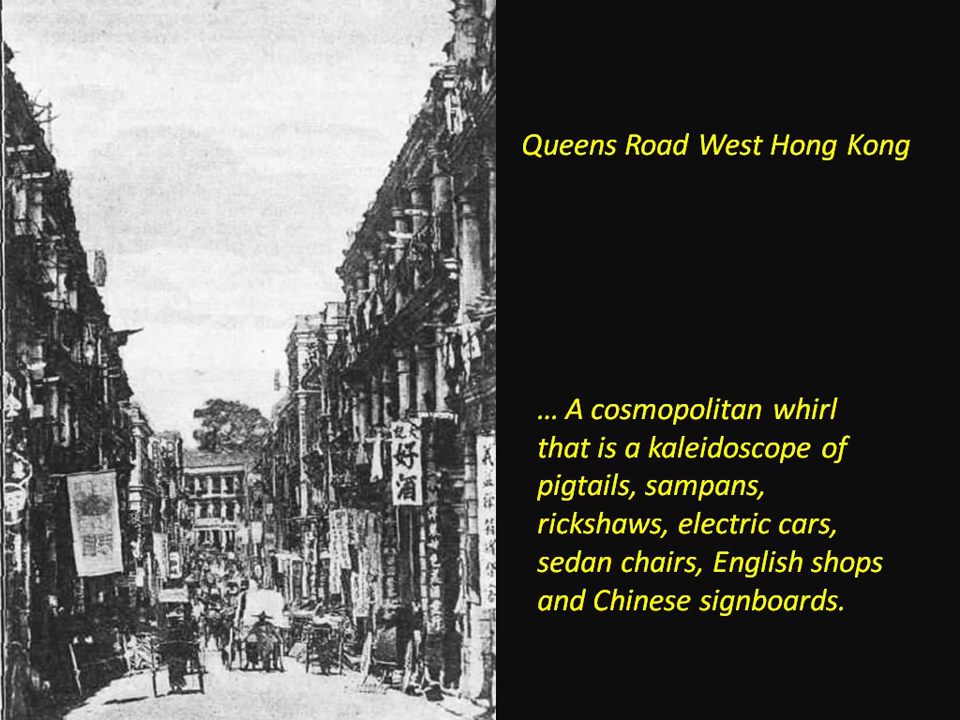 Queens Road West Hong Kong
… A cosmopolitan whirl
that is a kaleidoscope of
pigtails, sampans,
rickshaws, electric cars,
sedan chairs, English shops
and Chinese signboards.
好酒